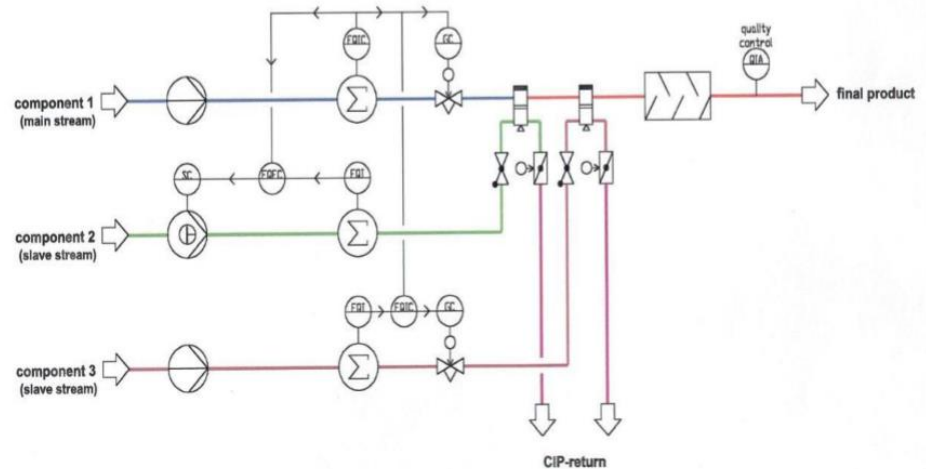 quality
control
FQIC
GC
QIA
component 1
(main stream)
Σ
final product
SC
FQI
component 2
(slave stream)
Σ
FQI
FQIC
GC
component 3
(slave stream)
Σ
CIP-return